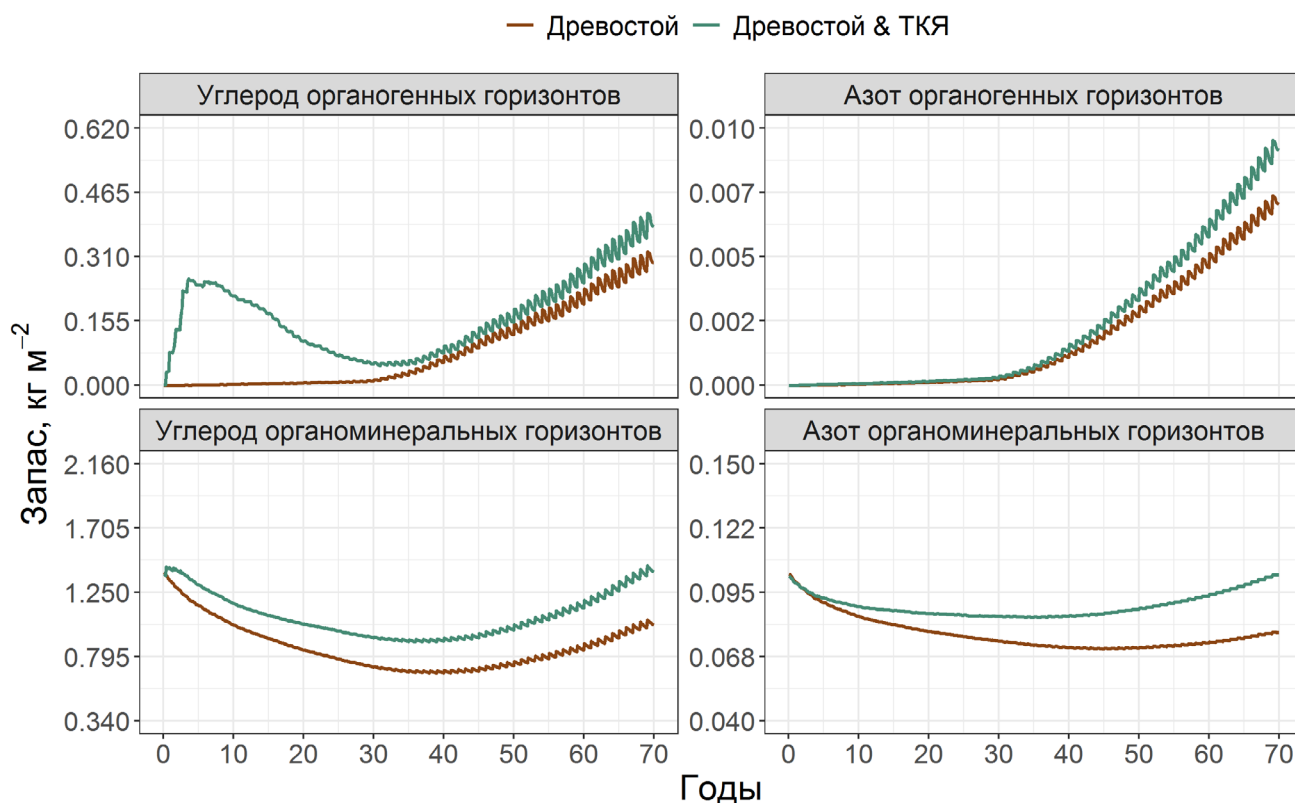 Древостой Древостой & ТКЯ
Углерод органогенных горизонтов
Азот органогенных горизонтов
0.620
0.465
0.310
0.155
0.000
0.010
0.007
0.005
0.002
0.000
Запас, кг м⁻²
Углерод органоминеральных горизонтов
Азот органоминеральных горизонтов
2.160
1.705
1.250
0.795
0.340
0.150
0.122
0.095
0.068
0.040
0 10 20 30 40 50 60 70
0 10 20 30 40 50 60 70
Годы